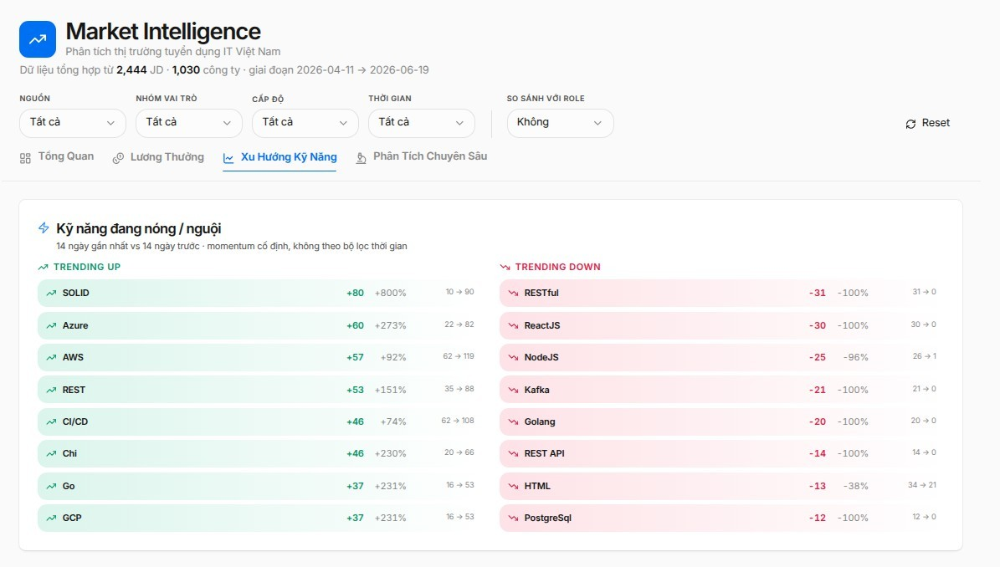 Market Intelligence
Phân tích thị trường tuyển dụng IT Việt Nam
Dữ liệu tổng hợp từ 2,444 JD · 1,030 công ty · giai đoạn 2026-04-11 → 2026-06-19
NGUỒN NHÓM VAI TRÒ CẤP ĐỘ THỜI GIAN SO SÁNH VỚI ROLE
Tất cả Tất cả Tất cả Tất cả Không Reset
Tổng Quan Lương Thưởng Xu Hướng Kỹ Năng Phân Tích Chuyên Sâu
Kỹ năng đang nóng / nguội
14 ngày gần nhất vs 14 ngày trước · momentum cố định, không theo bộ lọc thời gian
TRENDING UP
SOLID +80 +800% 10 → 90
Azure +60 +273% 22 → 82
AWS +57 +92% 62 → 119
REST +53 +151% 35 → 88
CI/CD +46 +74% 62 → 108
Chi +46 +230% 20 → 66
Go +37 +231% 16 → 53
GCP +37 +231% 16 → 53
TRENDING DOWN
RESTful -31 -100% 31 → 0
ReactJS -30 -100% 30 → 0
NodeJS -25 -96% 26 → 1
Kafka -21 -100% 21 → 0
Golang -20 -100% 20 → 0
REST API -14 -100% 14 → 0
HTML -13 -38% 34 → 21
PostgreSql -12 -100% 12 → 0